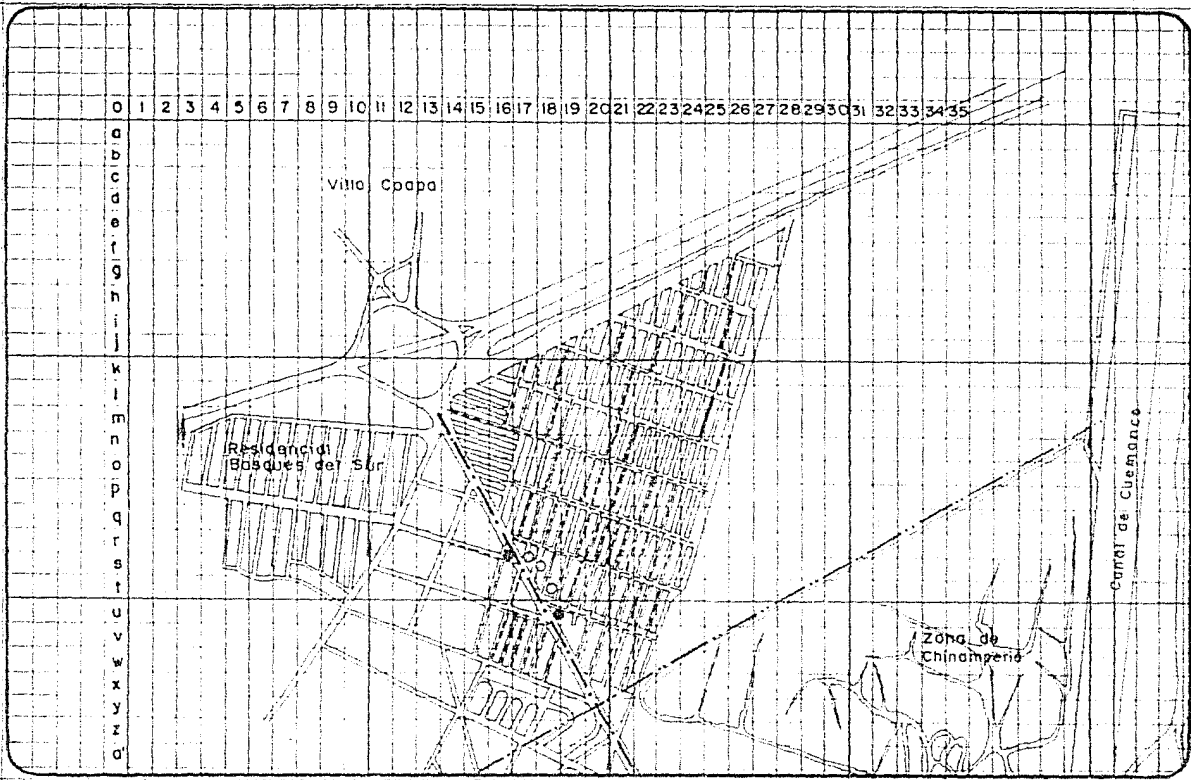 0 1 2 3 4 5 6 7 8 9 10 11 12 13 14 15 16 17 18 19 20 21 22 23 24 25 26 27 28 29 30 31 32 33 34 35
a
b
c
d
e
f
g
h
i
j
k
l
m
n
o
p
q
r
s
t
u
v
w
x
y
z
a'
Villa Coapa
Residencial
Bosques del Sur
Canal de Cuemanco
Zona de
Chinamperia